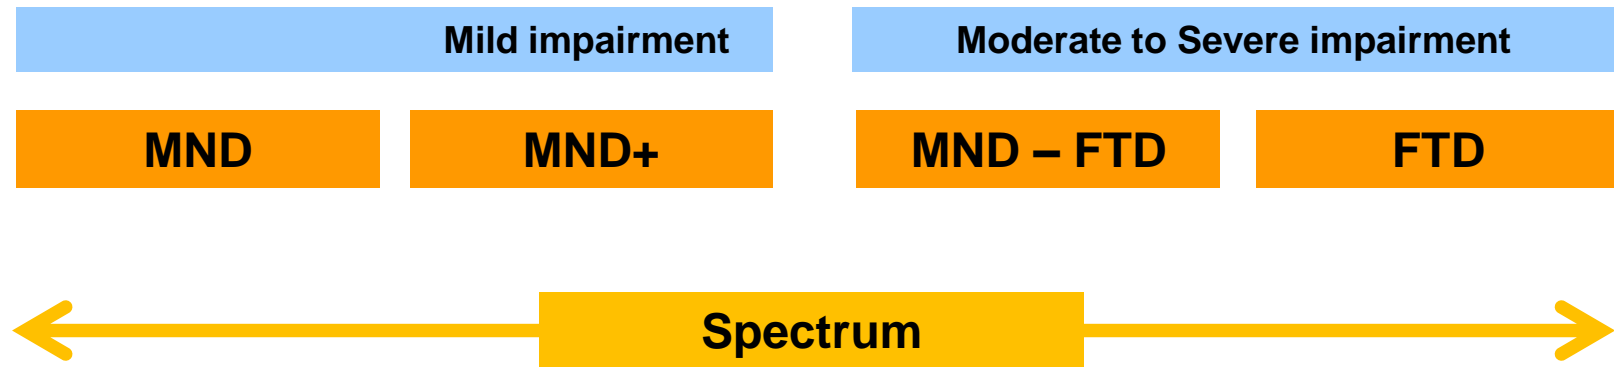 Mild impairment
Moderate to Severe impairment
MND
MND+
MND – FTD
FTD
Spectrum